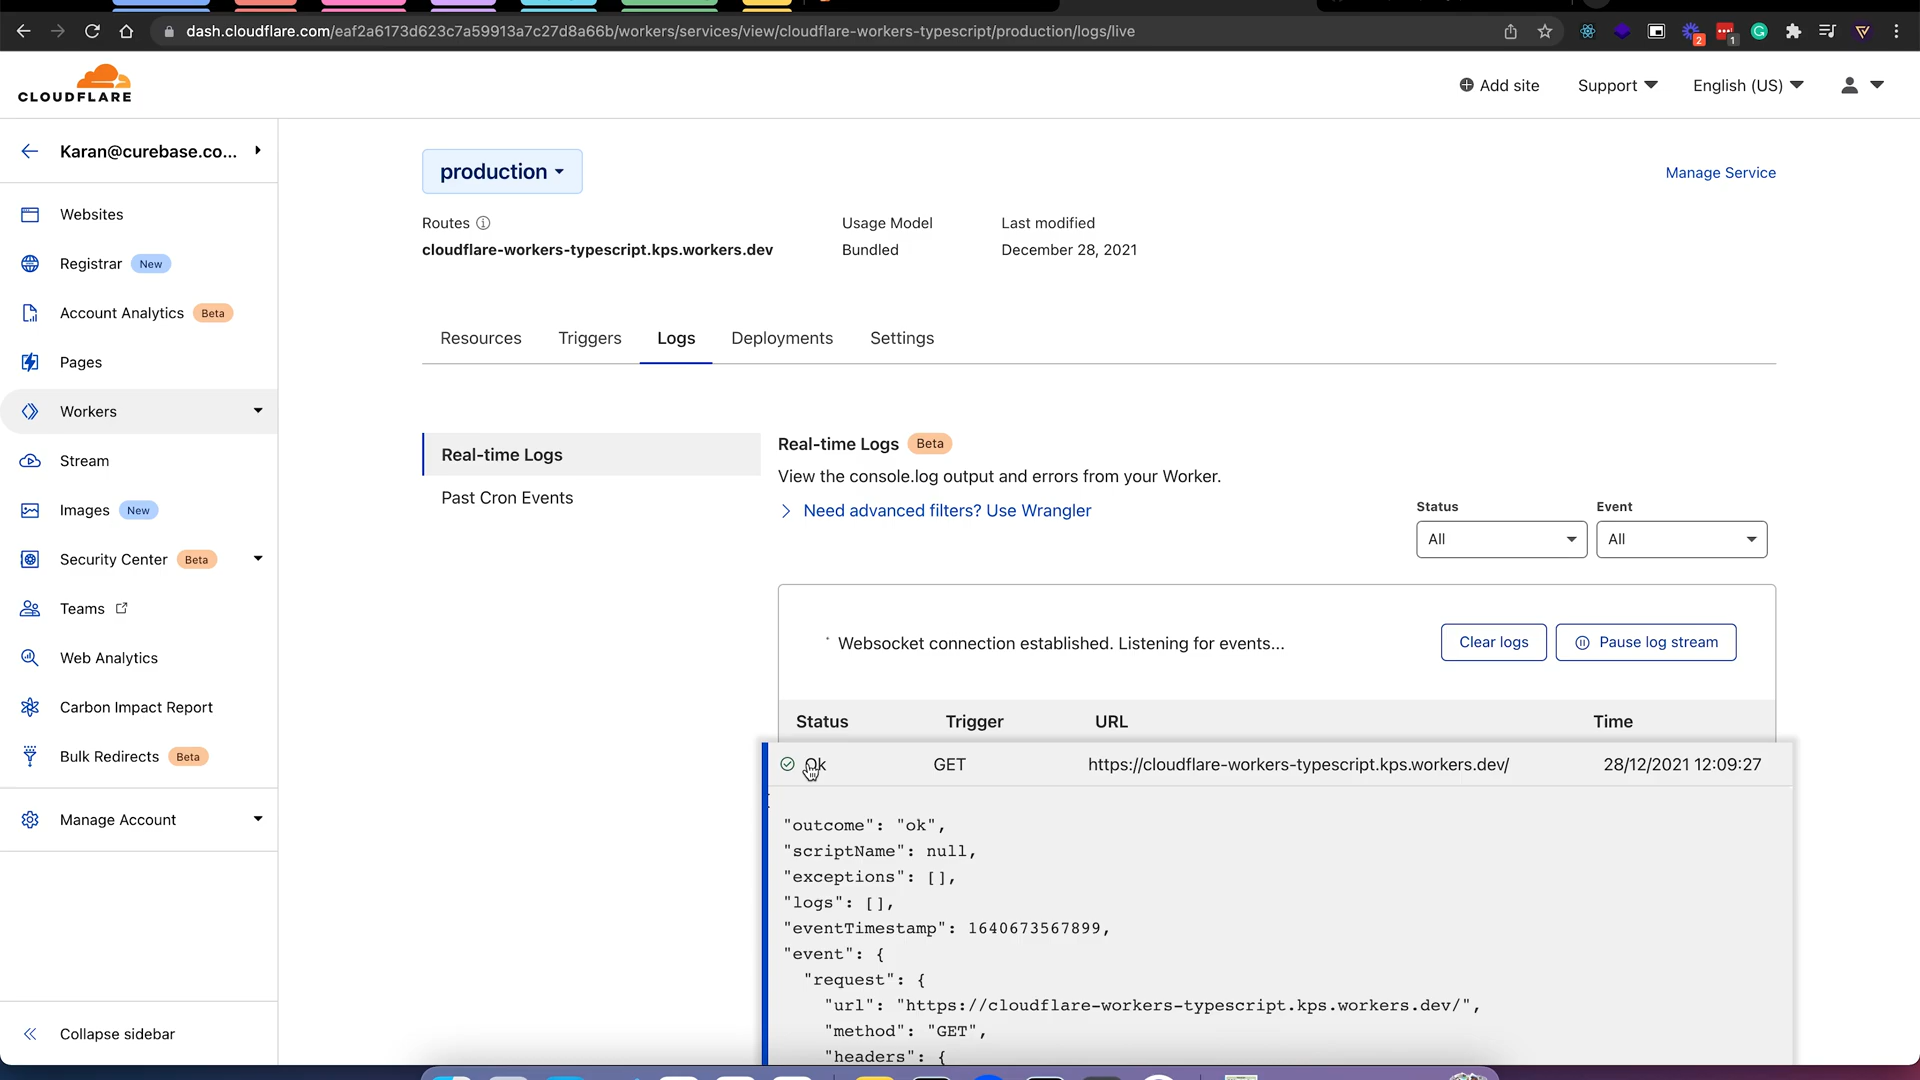 dash.cloudflare.com/eaf2a6173d623c7a59913a7c27d8a66b/workers/services/view/cloudflare-workers-typescript/production/logs/live
2
1
CLOUDFLARE
Add site
Support
English (US)
Karan@curebase.co...
Websites
Registrar New
Account Analytics Beta
Pages
Workers
Stream
Images New
Security Center Beta
Teams
Web Analytics
Carbon Impact Report
Bulk Redirects Beta
Manage Account
Collapse sidebar
production
Manage Service
Routes
Usage Model
Last modified
cloudflare-workers-typescript.kps.workers.dev
Bundled
December 28, 2021
Resources
Triggers
Logs
Deployments
Settings
Real-time Logs
Past Cron Events
Real-time Logs Beta
View the console.log output and errors from your Worker.
Need advanced filters? Use Wrangler
Status
Event
All
All
Websocket connection established. Listening for events...
Clear logs
Pause log stream
Status Trigger URL Time
Ok GET https://cloudflare-workers-typescript.kps.workers.dev/ 28/12/2021 12:09:27
"outcome": "ok",
"scriptName": null,
"exceptions": [],
"logs": [],
"eventTimestamp": 1640673567899,
"event": {
"request": {
"url": "https://cloudflare-workers-typescript.kps.workers.dev/",
"method": "GET",
"headers": {